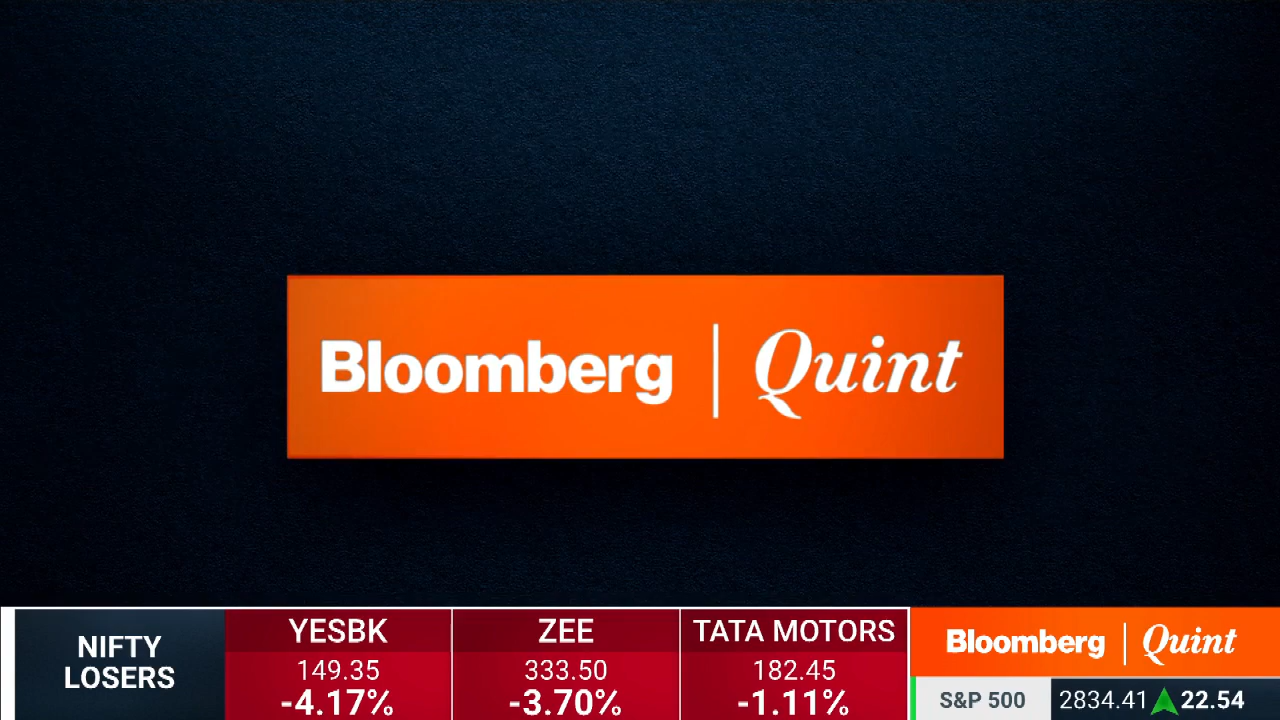 Bloomberg | Quint
NIFTY
LOSERS
YESBK
149.35
-4.17%
ZEE
333.50
-3.70%
TATA MOTORS
182.45
-1.11%
Bloomberg | Quint
S&P 500 2834.41 22.54